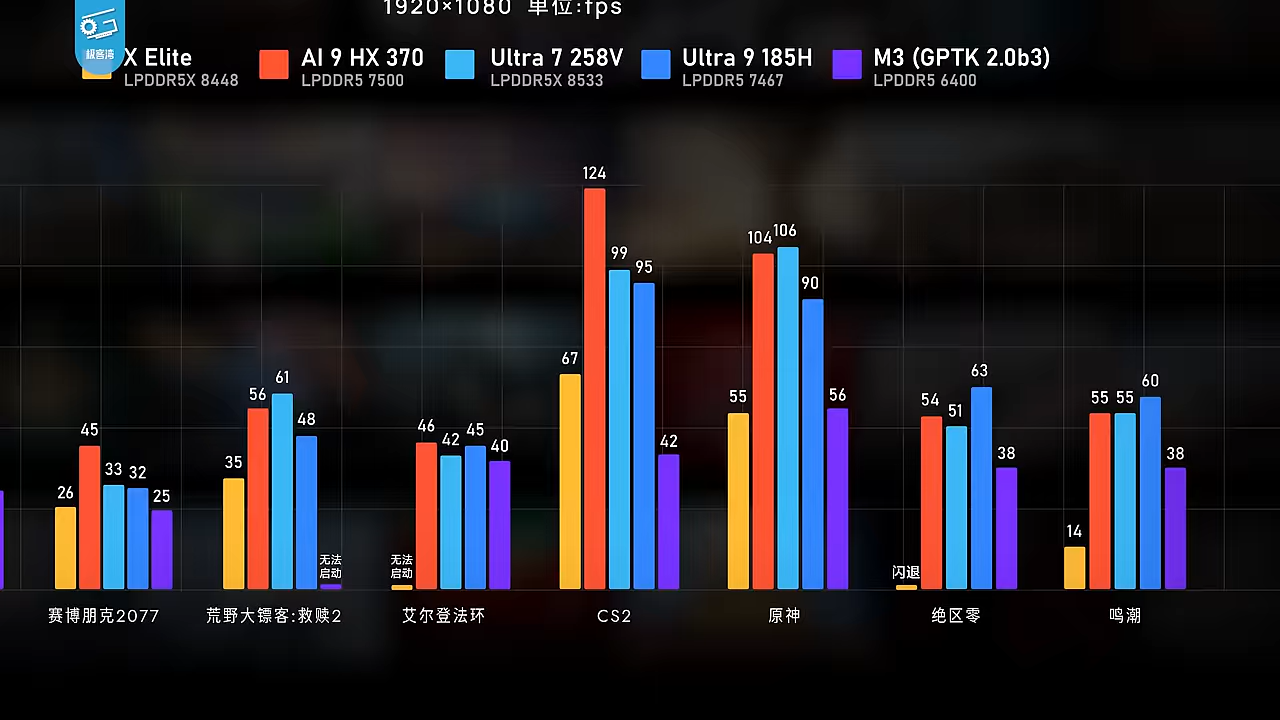 1920×1080 单位:fps
极客湾
X Elite
LPDDR5X 8448
AI 9 HX 370
LPDDR5 7500
Ultra 7 258V
LPDDR5X 8533
Ultra 9 185H
LPDDR5 7467
M3 (GPTK 2.0b3)
LPDDR5 6400
26
45
33
32
25
赛博朋克2077
35
56
61
48
无法
启动
荒野大镖客:救赎2
无法
启动
46
42
45
40
艾尔登法环
67
124
99
95
42
CS2
55
104
106
90
56
原神
闪退
54
51
63
38
绝区零
14
55
55
60
38
鸣潮